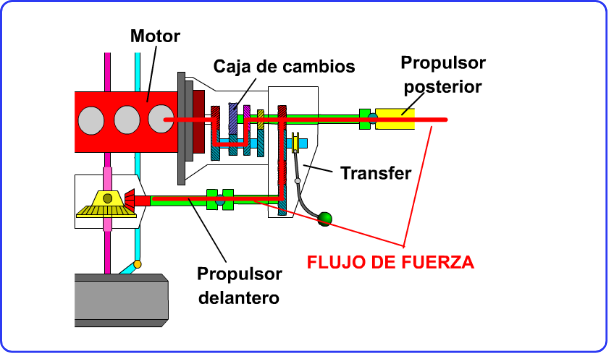 Motor
Caja de cambios
Propulsor
posterior
Transfer
FLUJO DE FUERZA
Propulsor
delantero